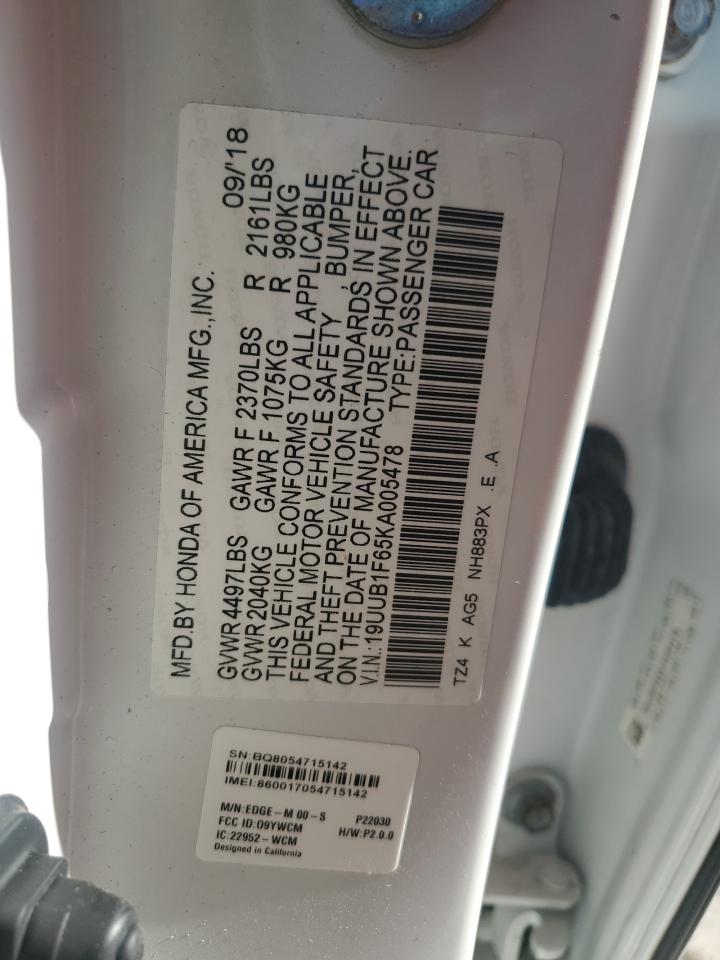 MFD.BY HONDA OF AMERICA MFG.,INC. 09/'18
GVWR 4497LBS GAWR F 2370LBS R 2161LBS
GVWR 2040KG GAWR F 1075KG R 980KG
THIS VEHICLE CONFORMS TO ALL APPLICABLE
FEDERAL MOTOR VEHICLE SAFETY , BUMPER,
AND THEFT PREVENTION STANDARDS IN EFFECT
ON THE DATE OF MANUFACTURE SHOWN ABOVE.
V.I.N.:19UUB1F65KA005478 TYPE:PASSENGER CAR
TZ4 K AG5 NH883PX .E .A
SN:BQ8054715142
IMEI:860017054715142
M/N:EDGE-M 00-S P22030
FCC ID:O9YWCM H/W:P2.0.0
IC:22952-WCM
Designed in California